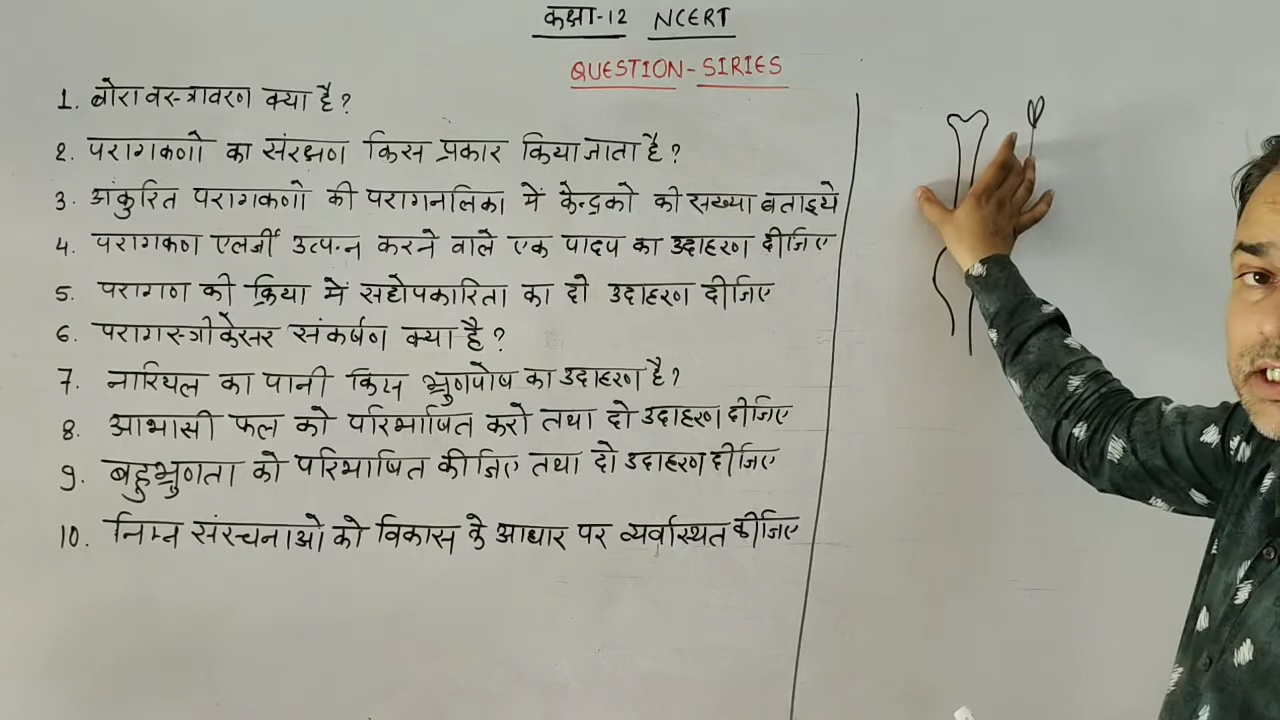 कक्षा-12 NCERT
QUESTION-SIRIES
1. बोरा वस्त्रावरण क्या है?
2. परागकणो का संरक्षण किस प्रकार किया जाता है?
3. अंकुरित परागकणो की परागनलिका में केन्द्रको की सख्या बताइये
4. परागकण एलर्जी उत्पन्न करने वाले एक पादप का उदाहरण दीजिए
5. परागण की क्रिया में सहोपकारिता का दो उदाहरण दीजिए
6. परागस्त्रीकेसर संकर्षण क्या है?
7. नारियल का पानी किस भ्रुणपोष का उदाहरण है?
8. आभासी फल को परिभाषित करो तथा दो उदाहरण दीजिए
9. बहुभ्रुणता को परिभाषित कीजिए तथा दो उदाहरण दीजिए
10. निम्न संरचनाओ को विकास के आधार पर व्यवस्थित कीजिए